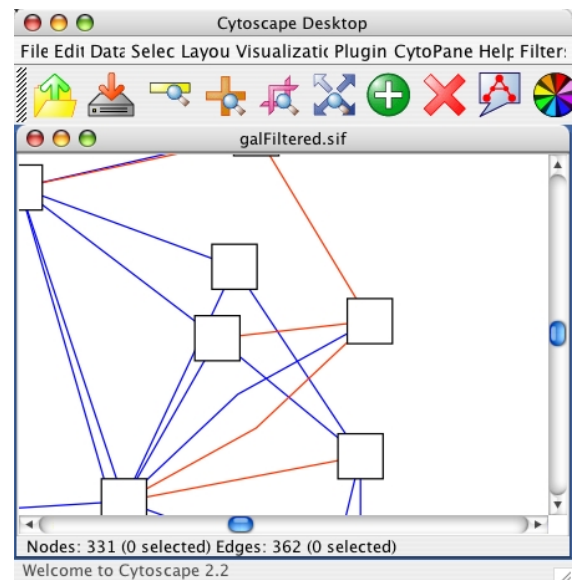 Cytoscape Desktop
File Edit Data Selec Layou Visualizatic Plugin CytoPane Help Filter:
galFiltered.sif
Nodes: 331 (0 selected) Edges: 362 (0 selected)
Welcome to Cytoscape 2.2